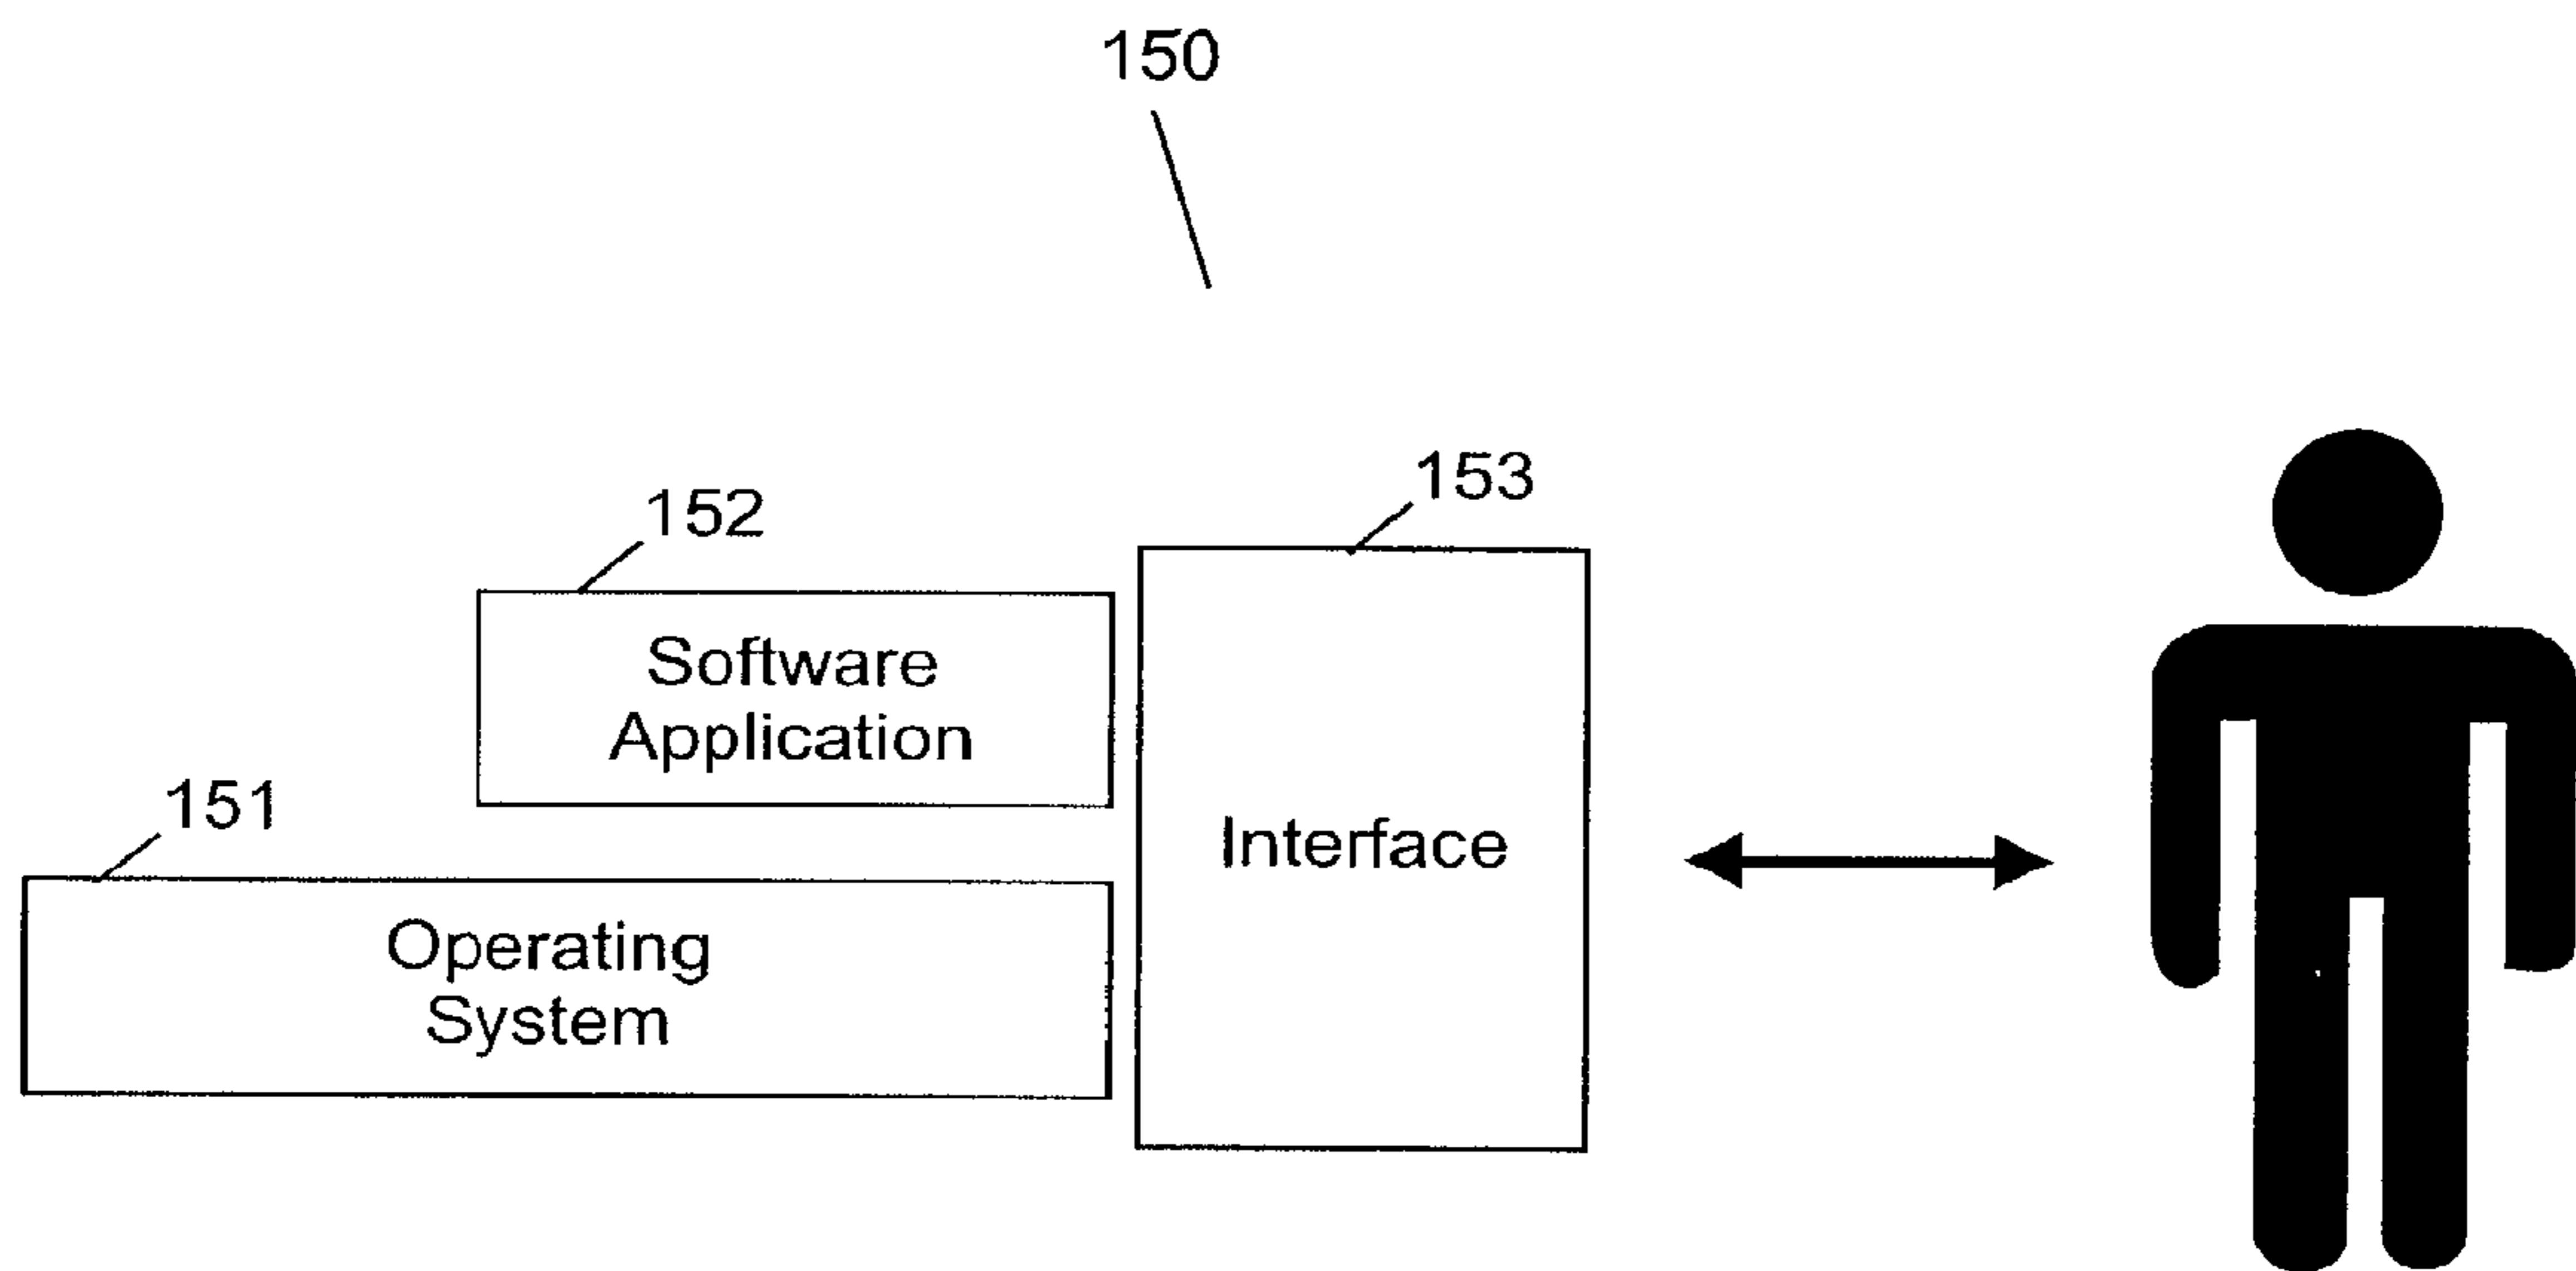 150
153
152
Software
Application
151
Interface
Operating
System